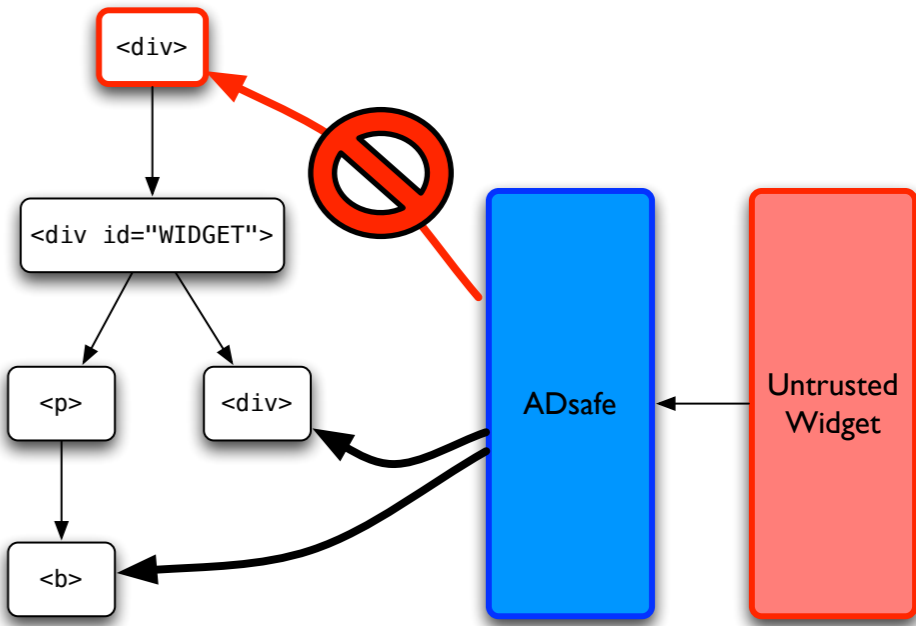 <div>
<div id="WIDGET">
<p>
<div>
<b>
ADsafe
Untrusted
Widget